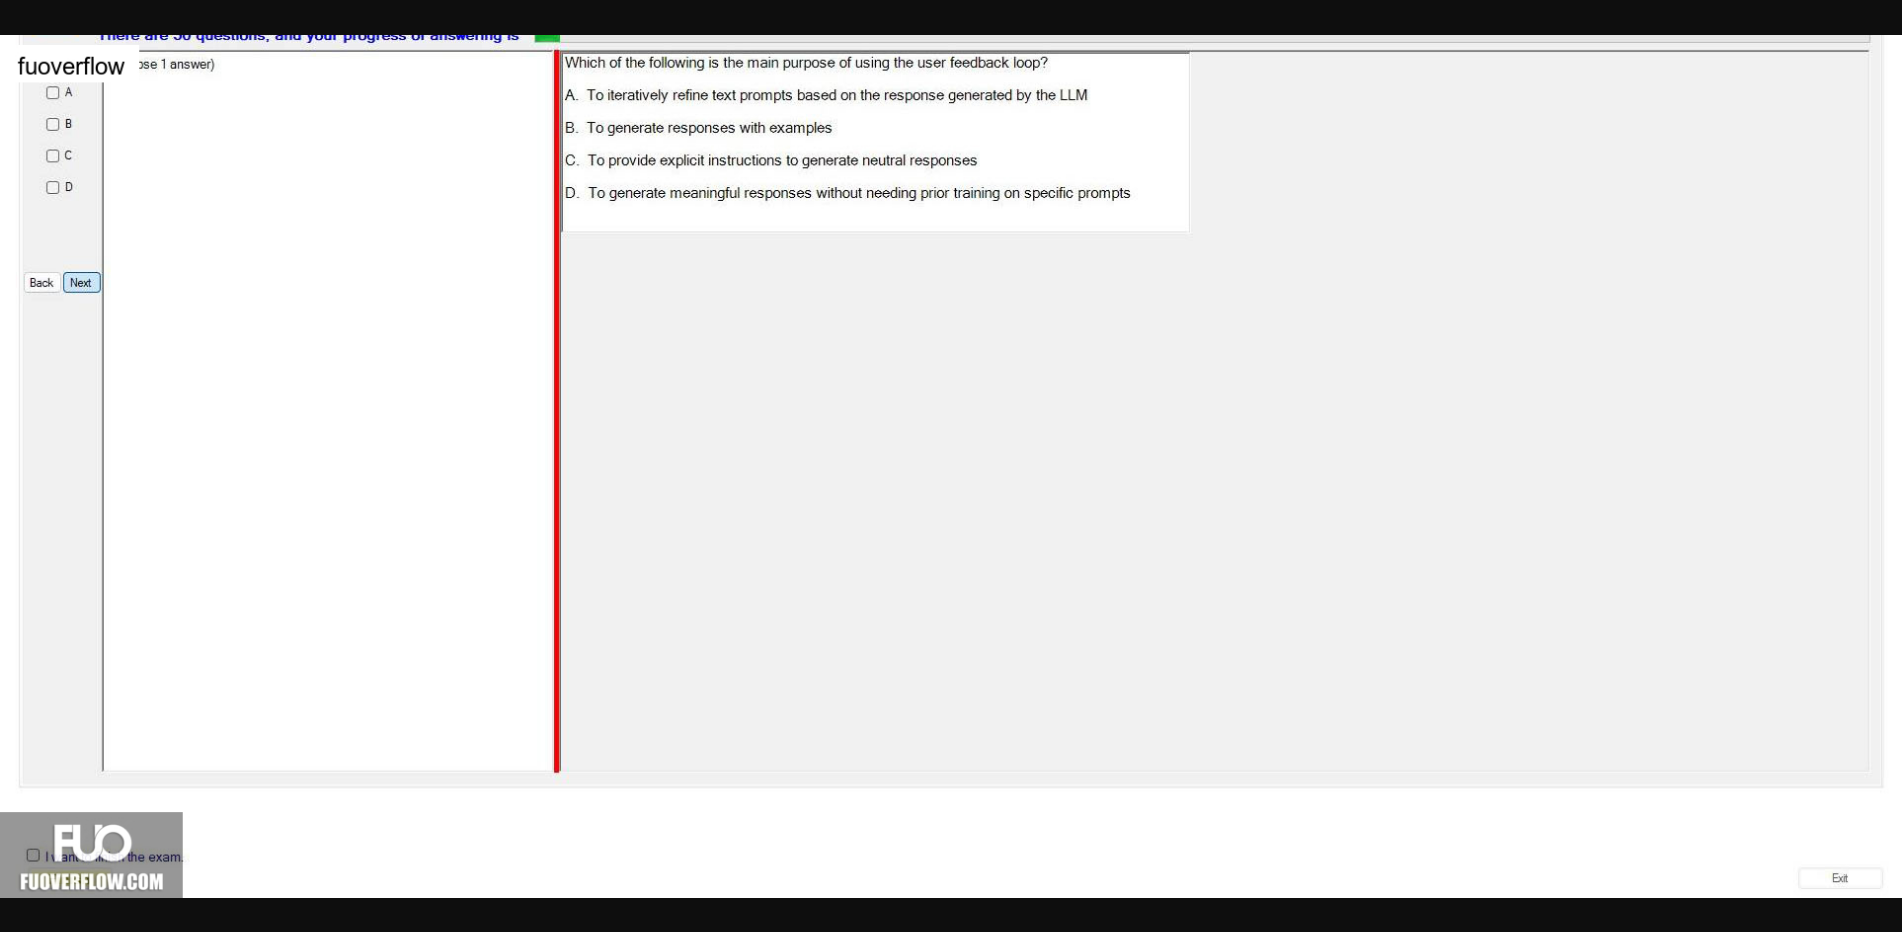 There are 50 questions, and your progress of answering is
fuoverflow
ose 1 answer)
A
B
C
D
Back
Next
Which of the following is the main purpose of using the user feedback loop?
A. To iteratively refine text prompts based on the response generated by the LLM
B. To generate responses with examples
C. To provide explicit instructions to generate neutral responses
D. To generate meaningful responses without needing prior training on specific prompts
FUO
I want the exam.
FUOVERFLOW.COM
Exit